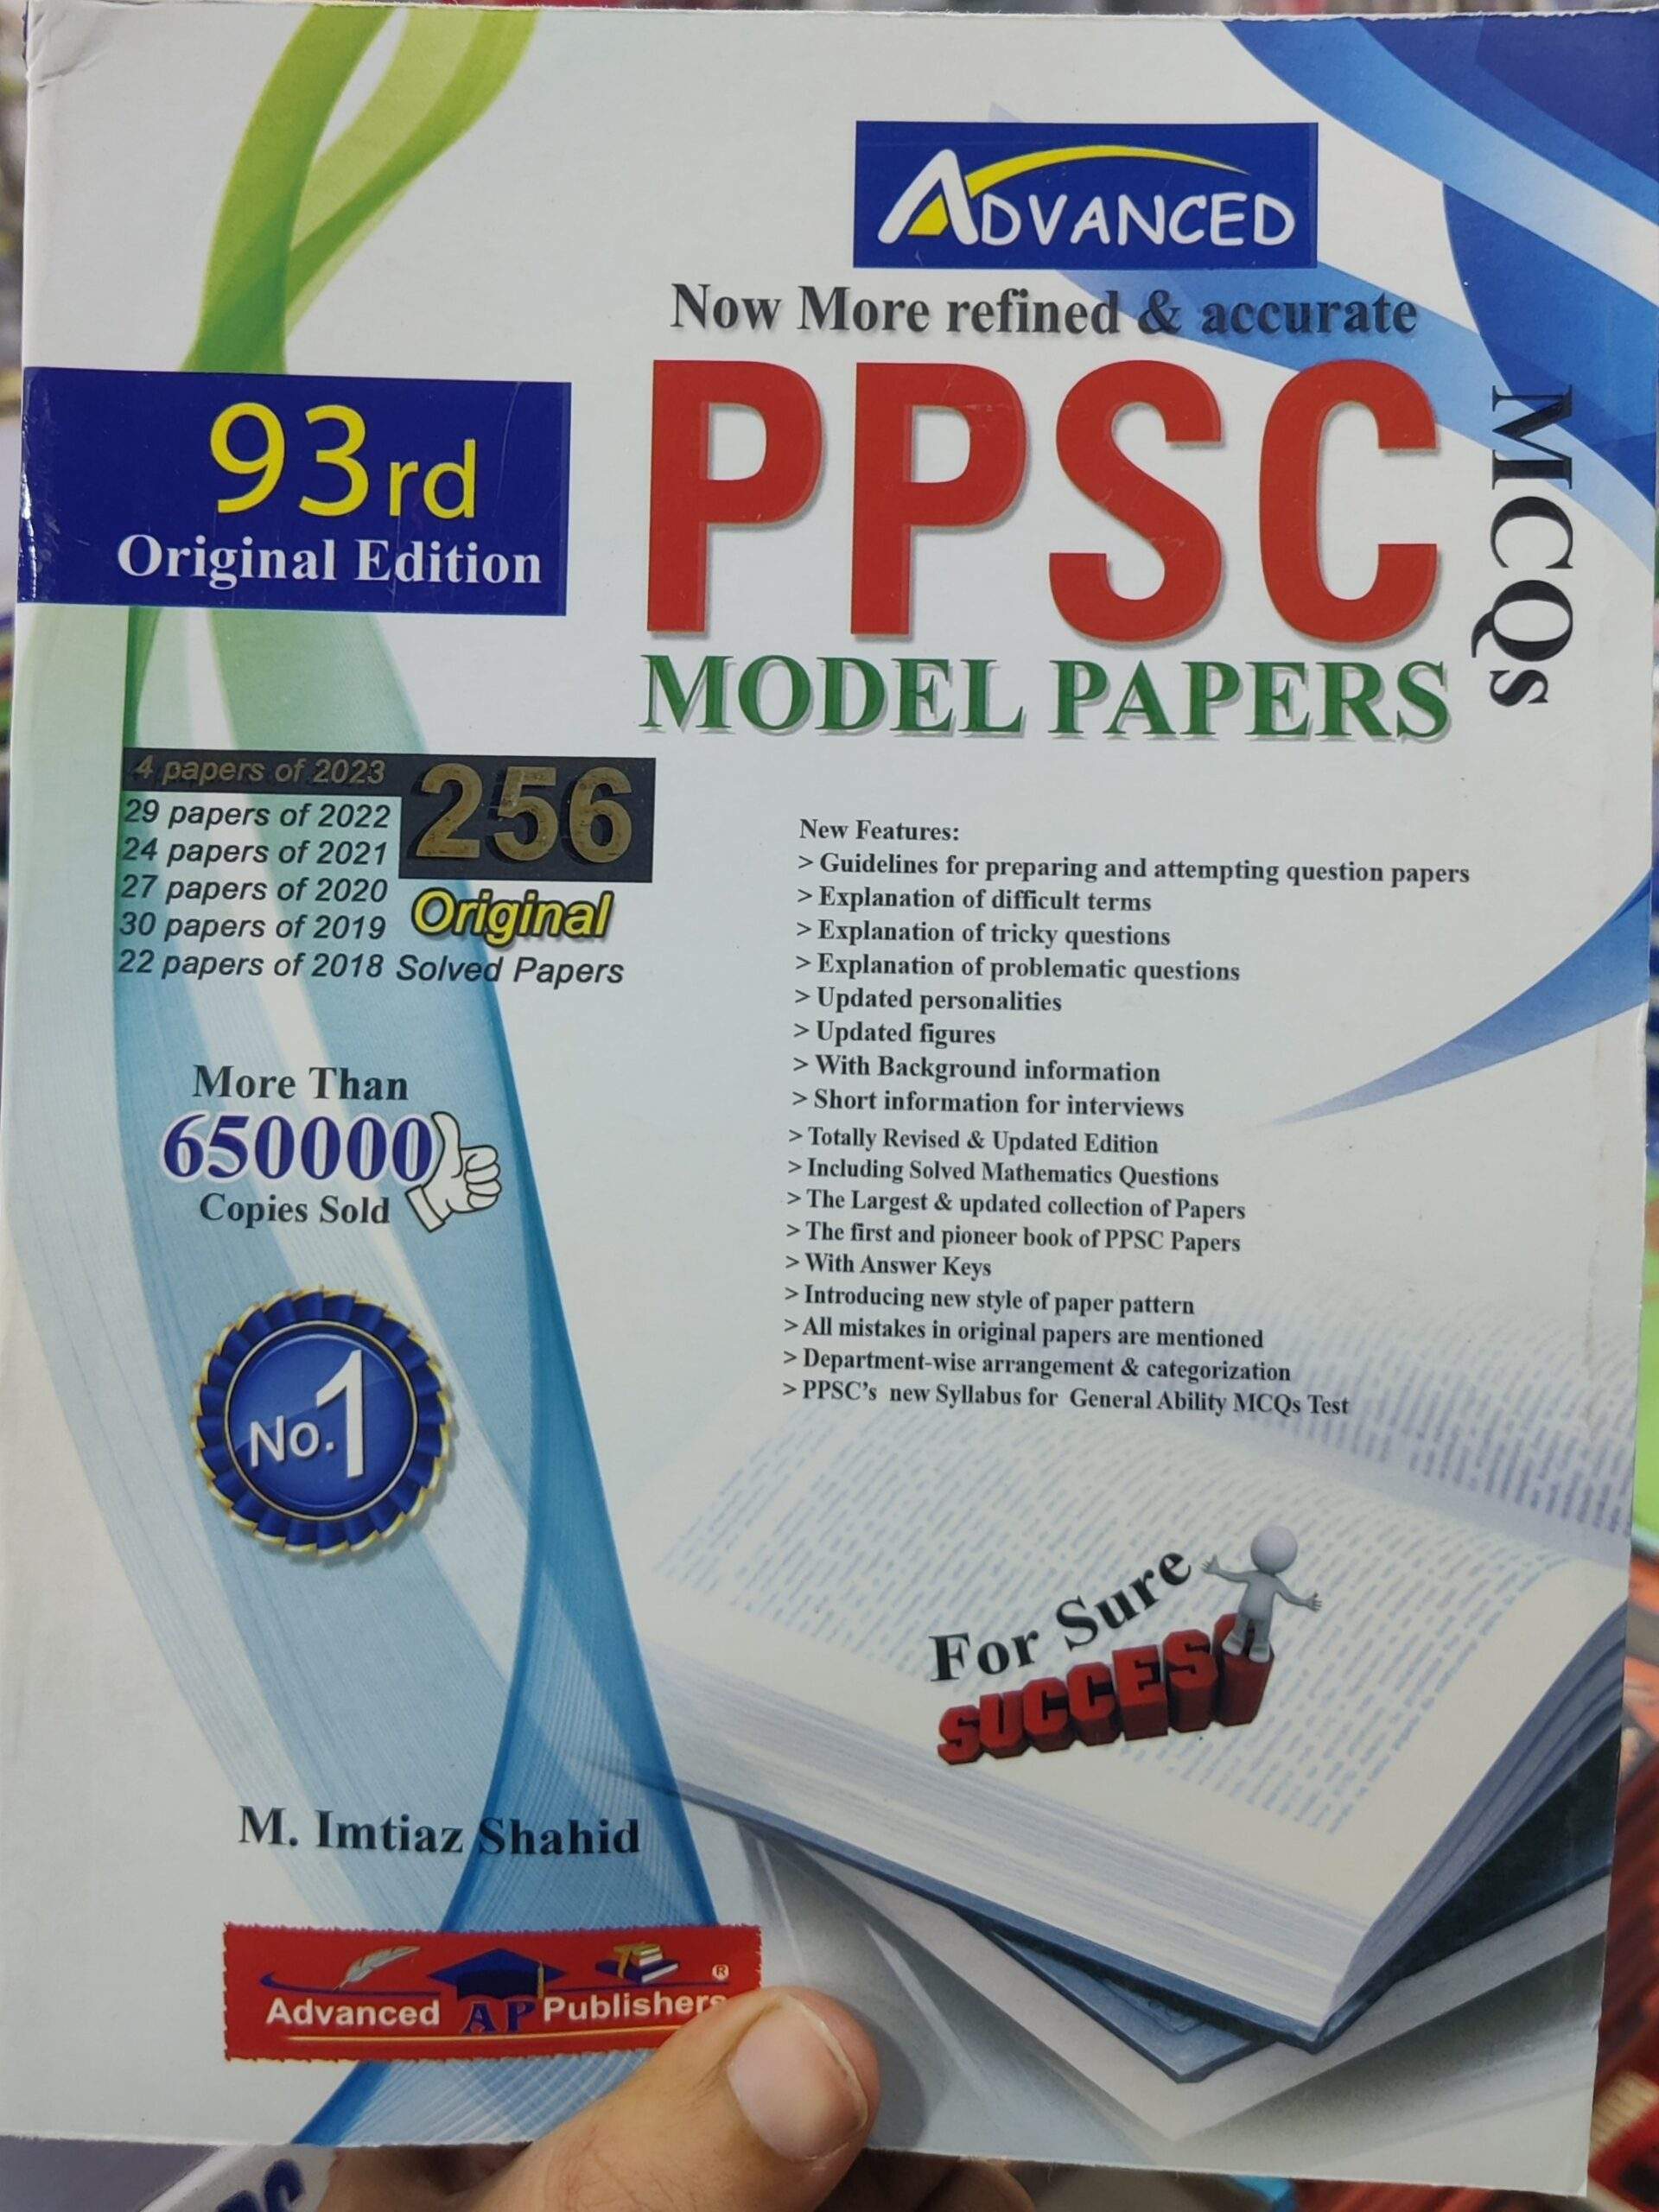 ADVANCED
Now More refined & accurate
PPSC
MCQs
MODEL PAPERS
93rd
Original Edition
4 papers of 2023
29 papers of 2022
24 papers of 2021
27 papers of 2020
30 papers of 2019
22 papers of 2018
256
Original
Solved Papers
More Than
650000
Copies Sold
No.1
New Features:
> Guidelines for preparing and attempting question papers
> Explanation of difficult terms
> Explanation of tricky questions
> Explanation of problematic questions
> Updated personalities
> Updated figures
> With Background information
> Short information for interviews
> Totally Revised & Updated Edition
> Including Solved Mathematics Questions
> The Largest & updated collection of Papers
> The first and pioneer book of PPSC Papers
> With Answer Keys
> Introducing new style of paper pattern
> All mistakes in original papers are mentioned
> Department-wise arrangement & categorization
> PPSC's new Syllabus for General Ability MCQs Test
For Sure
SUCCESS
M. Imtiaz Shahid
®
Advanced AP Publishers